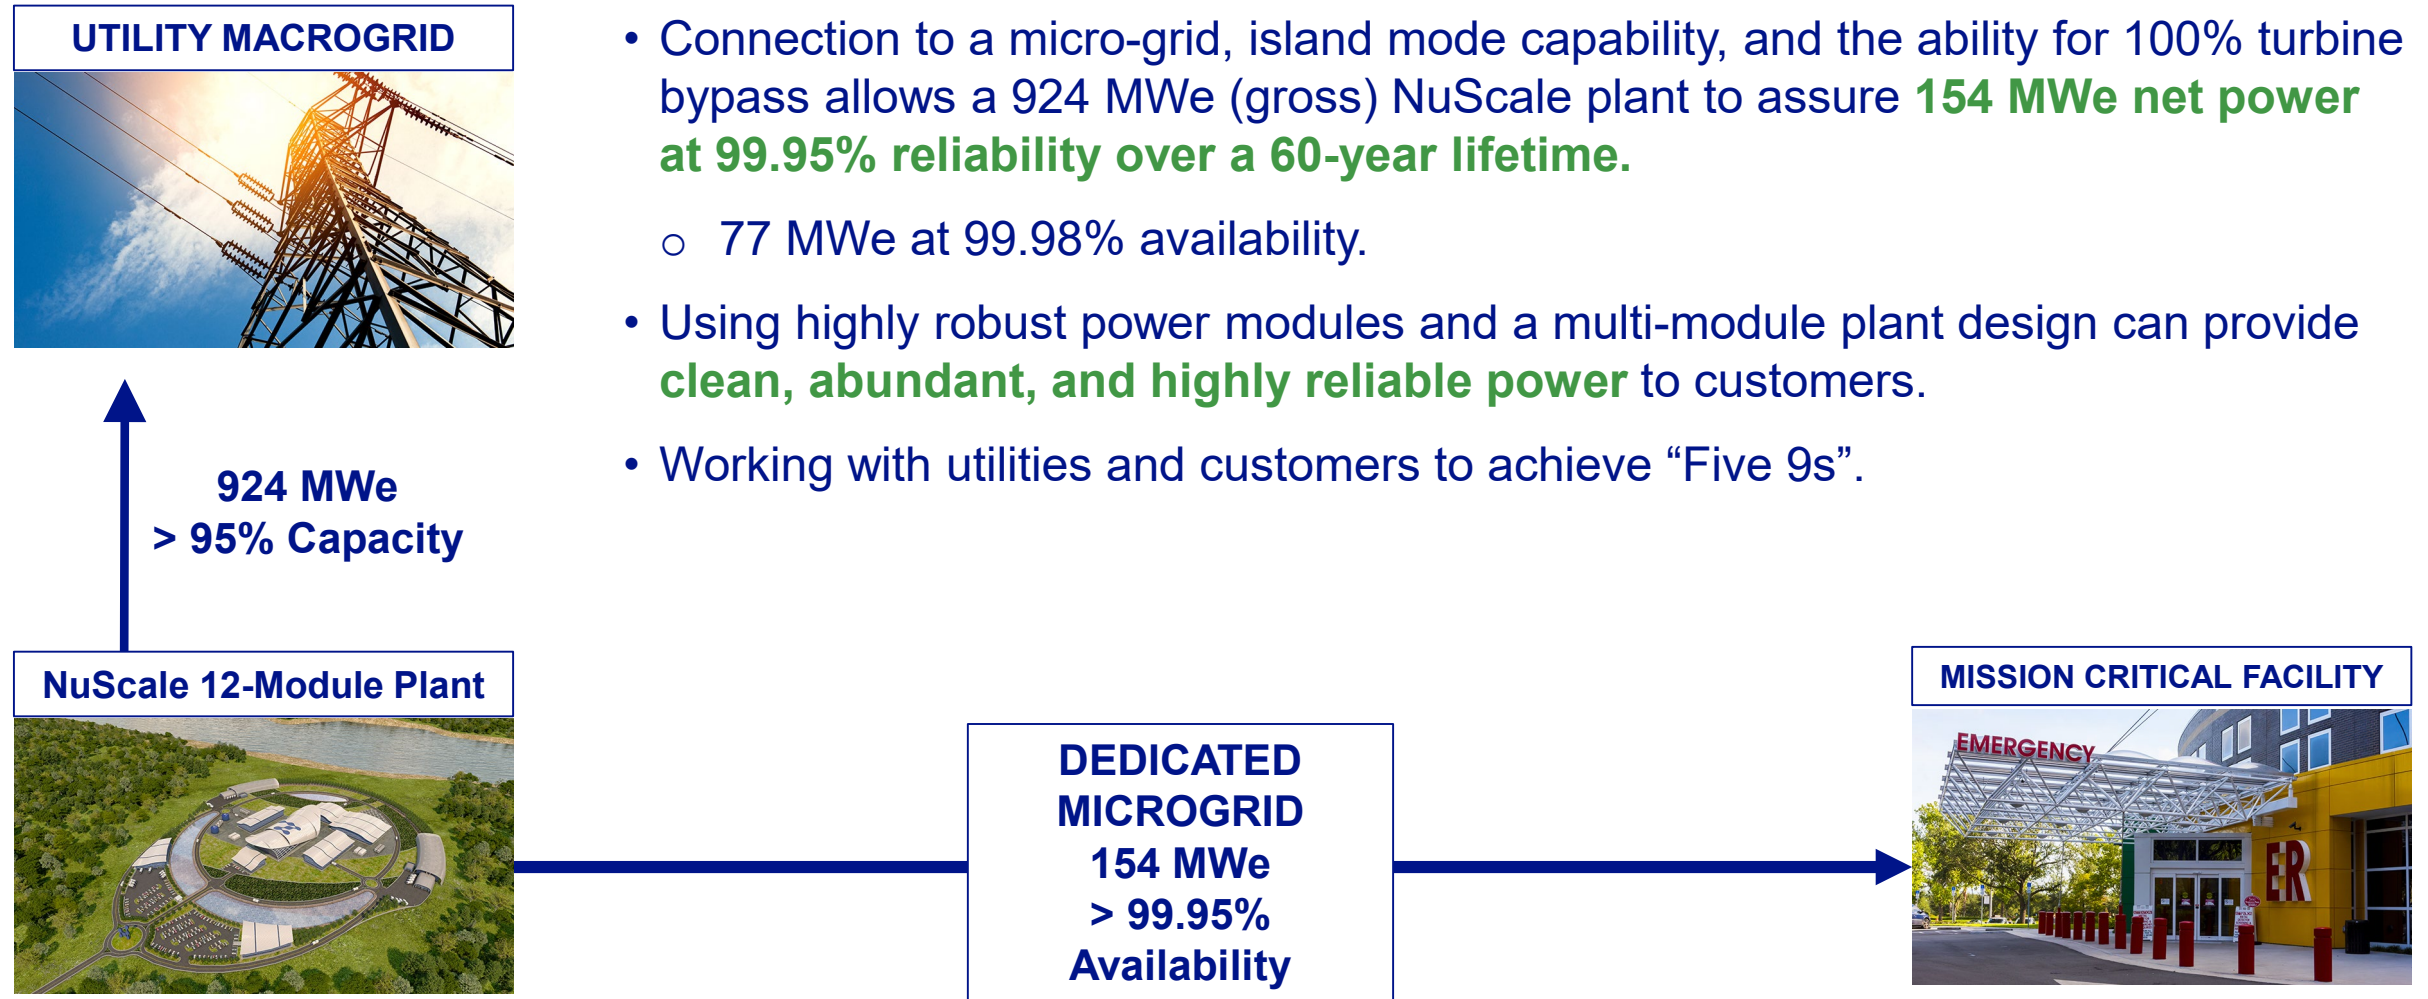 UTILITY MACROGRID
• Connection to a micro-grid, island mode capability, and the ability for 100% turbine
bypass allows a 924 MWe (gross) NuScale plant to assure 154 MWe net power
at 99.95% reliability over a 60-year lifetime.
o 77 MWe at 99.98% availability.
• Using highly robust power modules and a multi-module plant design can provide
clean, abundant, and highly reliable power to customers.
• Working with utilities and customers to achieve “Five 9s”.
924 MWe
> 95% Capacity
NuScale 12-Module Plant
DEDICATED
MICROGRID
154 MWe
> 99.95%
Availability
MISSION CRITICAL FACILITY
EMERGENCY
ER